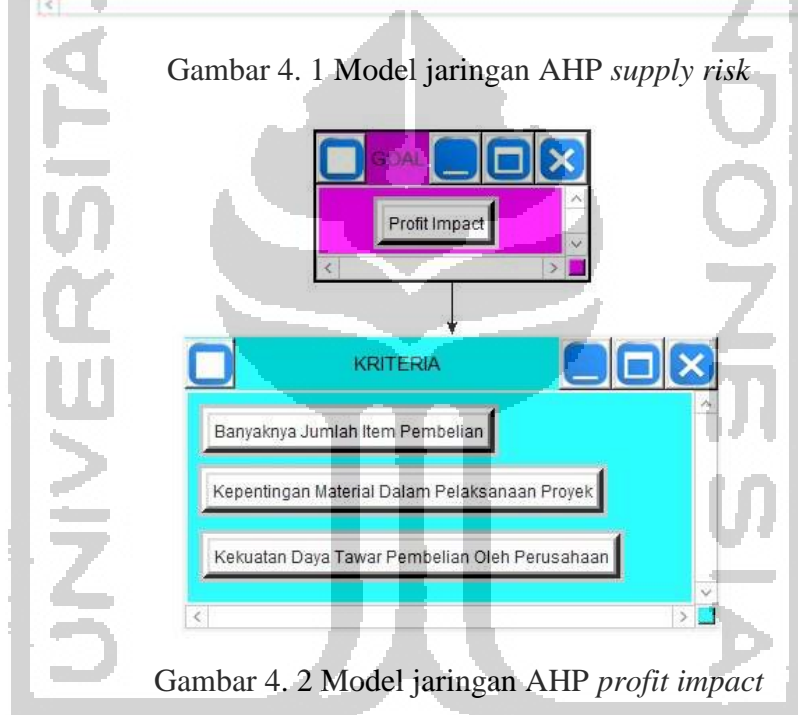 Gambar 4. 1 Model jaringan AHP supply risk
GOAL
Profit Impact
KRITERIA
Banyaknya Jumlah Item Pembelian
Kepentingan Material Dalam Pelaksanaan Proyek
Kekuatan Daya Tawar Pembelian Oleh Perusahaan
Gambar 4. 2 Model jaringan AHP profit impact
UNIVERSITA